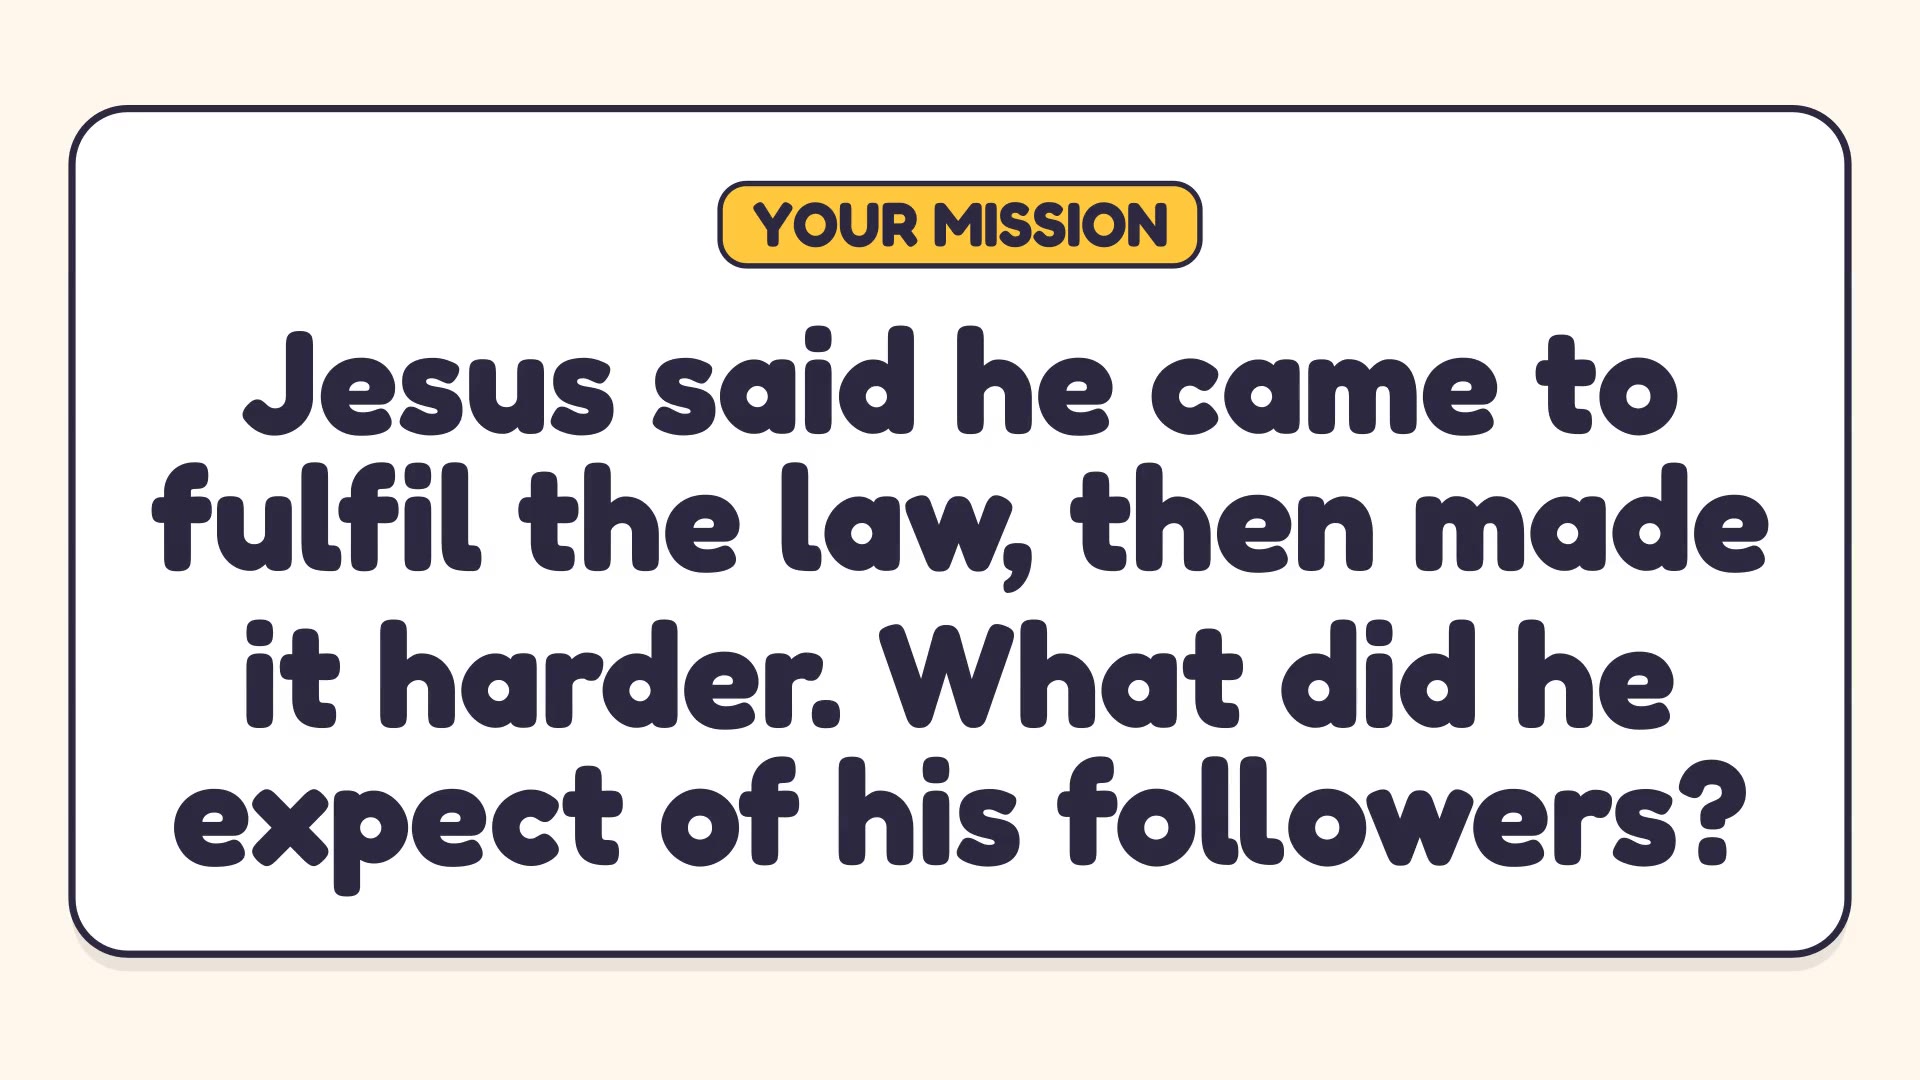 YOUR MISSION
Jesus said he came to
fulfil the law, then made
it harder. What did he
expect of his followers?